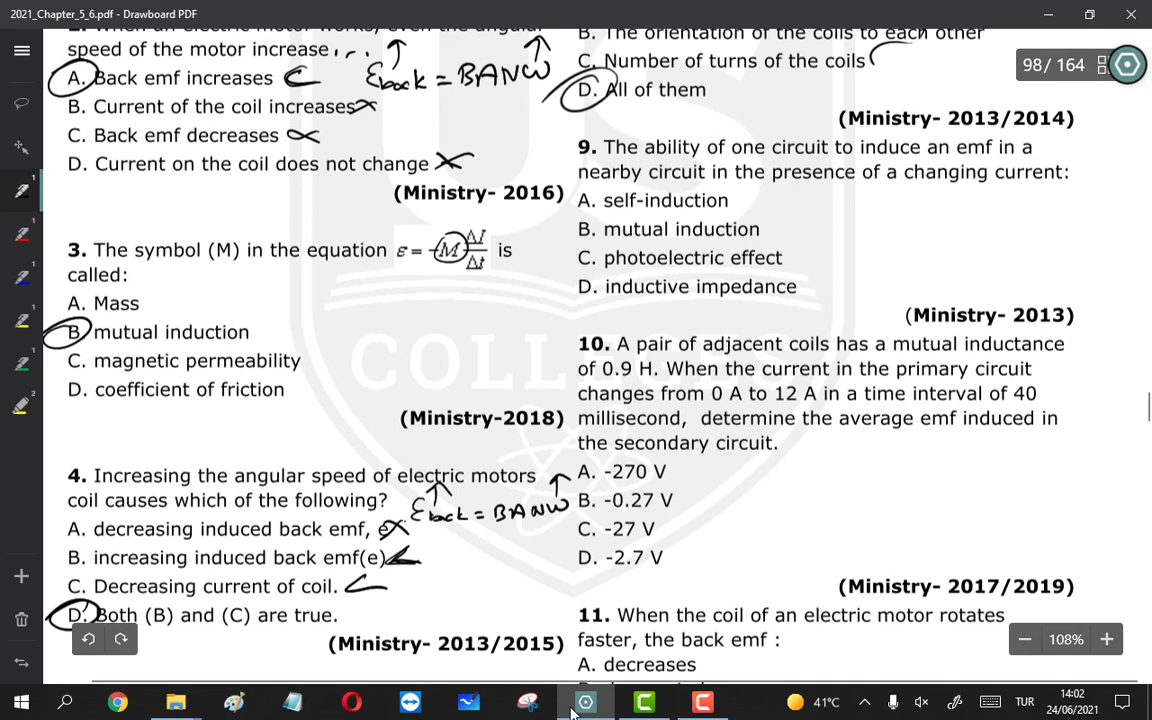 2021_Chapter_5_6.pdf - Drawboard PDF
speed of the motor increase
A. Back emf increases
εback = BANW
B. Current of the coil increases
C. Back emf decreases
D. Current on the coil does not change
(Ministry- 2016)
3. The symbol (M) in the equation ε = -M ΔI/Δt is
called:
A. Mass
B. mutual induction
C. magnetic permeability
D. coefficient of friction
(Ministry-2018)
4. Increasing the angular speed of electric motors
coil causes which of the following?
εback = BANW
A. decreasing induced back emf, e
B. increasing induced back emf(e)
C. Decreasing current of coil.
D. Both (B) and (C) are true.
(Ministry- 2013/2015)
B. The orientation of the coils to each other
C. Number of turns of the coils
D. All of them
(Ministry- 2013/2014)
9. The ability of one circuit to induce an emf in a
nearby circuit in the presence of a changing current:
A. self-induction
B. mutual induction
C. photoelectric effect
D. inductive impedance
(Ministry- 2013)
10. A pair of adjacent coils has a mutual inductance
of 0.9 H. When the current in the primary circuit
changes from 0 A to 12 A in a time interval of 40
millisecond, determine the average emf induced in
the secondary circuit.
A. -270 V
B. -0.27 V
C. -27 V
D. -2.7 V
(Ministry- 2017/2019)
11. When the coil of an electric motor rotates
faster, the back emf :
A. decreases
98 / 164
US
COLLEGES
108%
41°C
TUR
14:02
24/06/2021